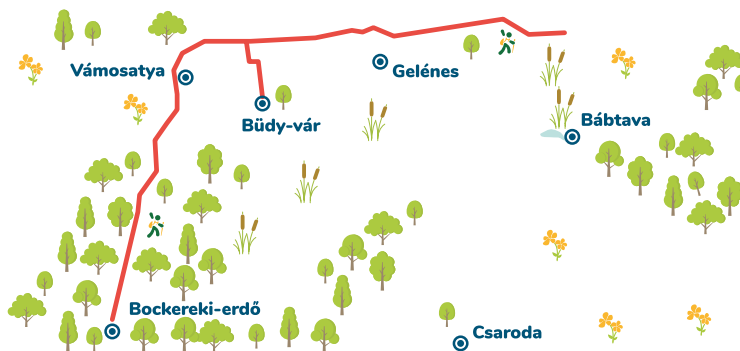 Vámosatya
Gelénes
Büdy-vár
Bábtava
Bockereki-erdő
Csaroda